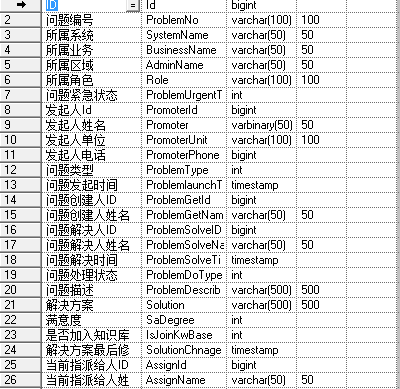 ID = Id bigint
2 问题编号 ProblemNo varchar(100) 100
3 所属系统 SystemName varchar(50) 50
4 所属业务 BusinessName varchar(50) 50
5 所属区域 AdminName varchar(50) 50
6 所属角色 Role varchar(100) 100
7 问题紧急状态 ProblemUrgentT int
8 发起人Id PromoterId bigint
9 发起人姓名 Promoter varbinary(50) 50
10 发起人单位 PromoterUnit varchar(100) 100
11 发起人电话 PromoterPhone bigint
12 问题类型 ProblemType int
13 问题发起时间 ProblemlaunchT timestamp
14 问题创建人ID ProblemGetId bigint
15 问题创建人姓名 ProblemGetNam varchar(50) 50
16 问题解决人ID ProblemSolveID bigint
17 问题解决人姓名 ProblemSolveNa varchar(50) 50
18 问题解决时间 ProblemSolveTi timestamp
19 问题处理状态 ProblemDoType int
20 问题描述 ProblemDescrib varchar(500) 500
21 解决方案 Solution varchar(500) 500
22 满意度 SaDegree int
23 是否加入知识库 IsJoinKwBase int
24 解决方案最后修 SolutionChnage timestamp
25 当前指派给人ID AssignId bigint
26 当前指派给人姓 AssignName varchar(50) 50